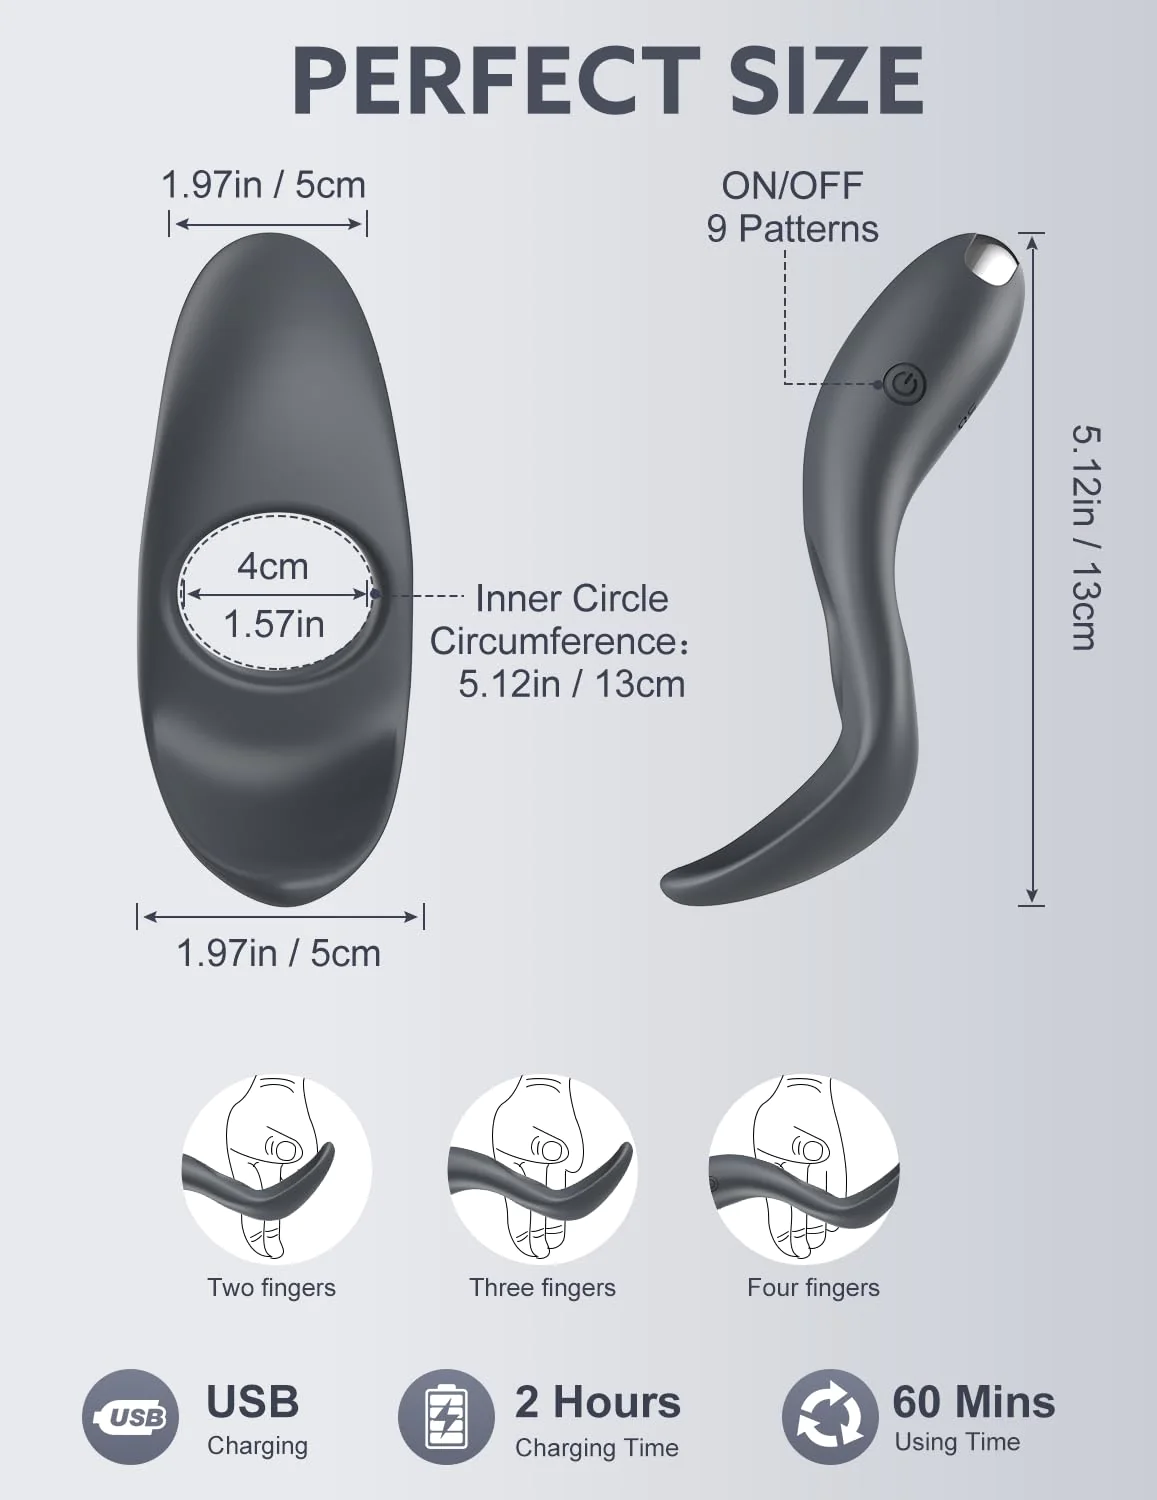 PERFECT SIZE
1.97in / 5cm
ON/OFF
9 Patterns
5.12in / 13cm
4cm
1.57in
Inner Circle
Circumference:
5.12in / 13cm
1.97in / 5cm
Two fingers
Three fingers
Four fingers
USB
USB
Charging
2 Hours
Charging Time
60 Mins
Using Time